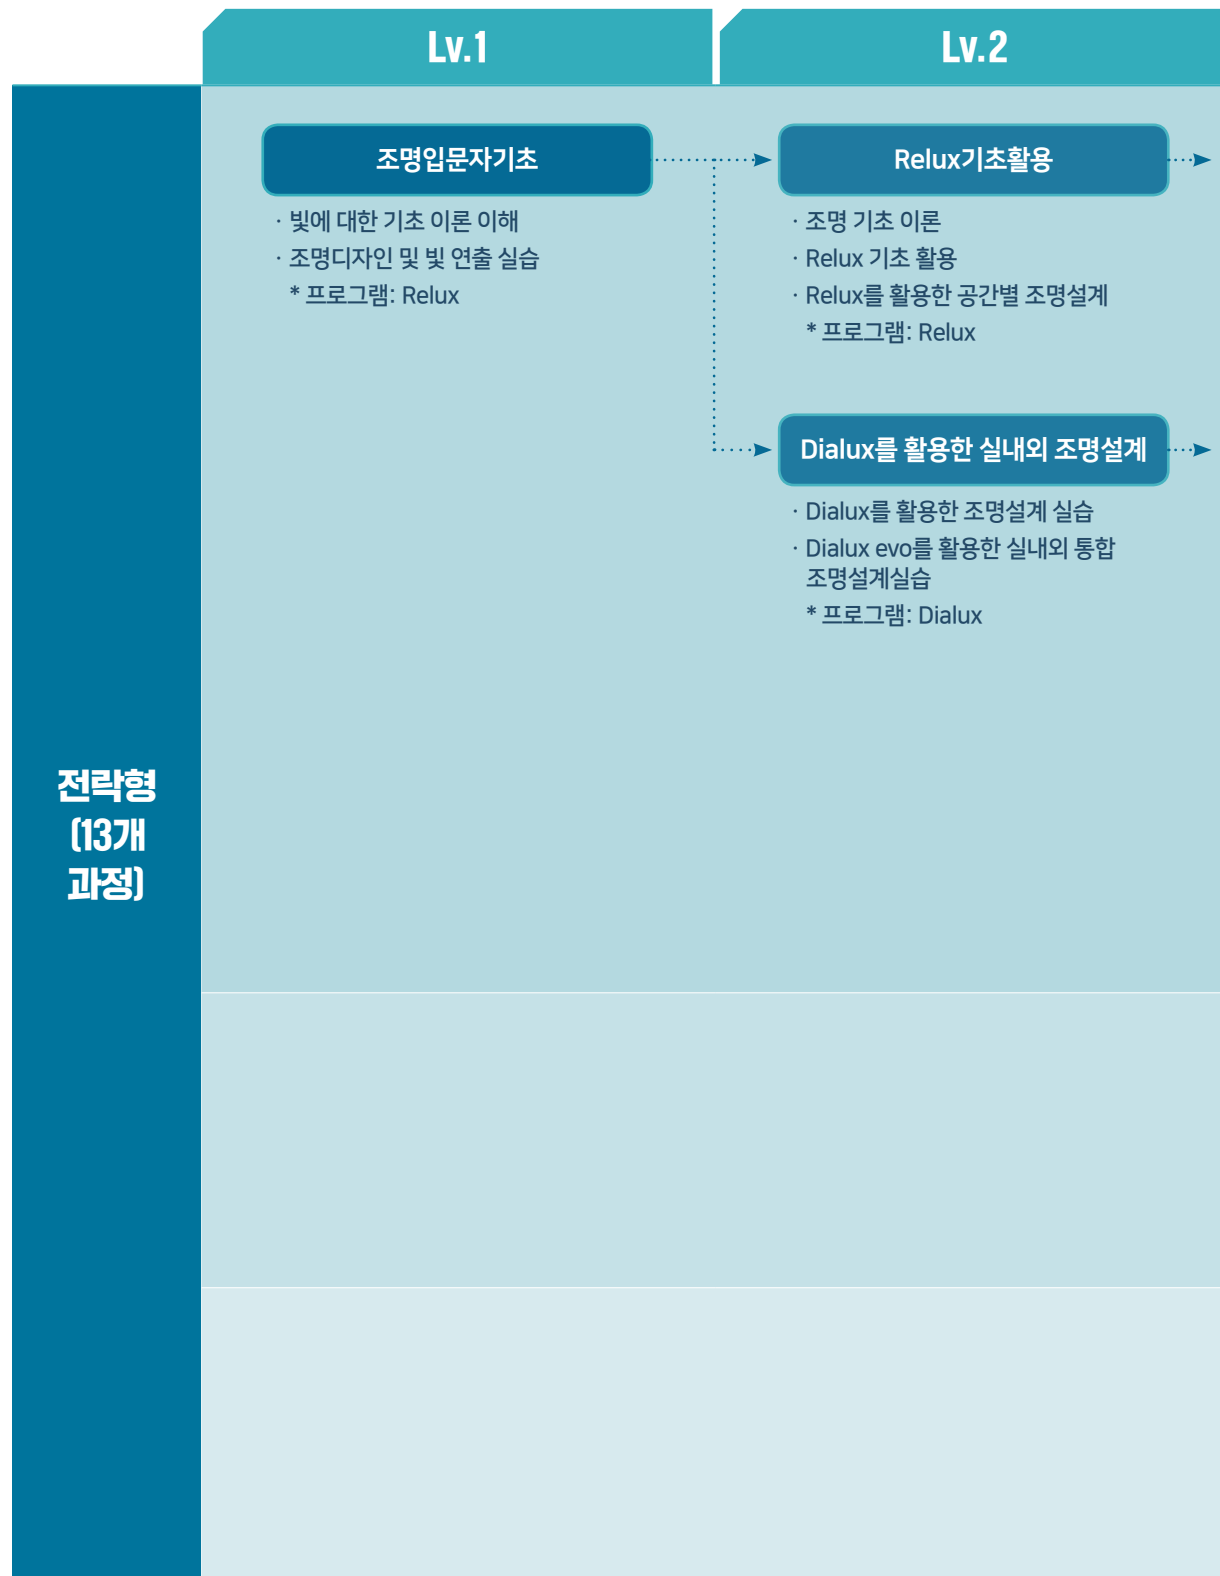 Lv.1
Lv.2
전략형
(13개
과정)
조명입문자기초
· 빛에 대한 기초 이론 이해
· 조명디자인 및 빛 연출 실습
* 프로그램: Relux
Relux기초활용
· 조명 기초 이론
· Relux 기초 활용
· Relux를 활용한 공간별 조명설계
* 프로그램: Relux
Dialux를 활용한 실내외 조명설계
· Dialux를 활용한 조명설계 실습
· Dialux evo를 활용한 실내외 통합
조명설계실습
* 프로그램: Dialux